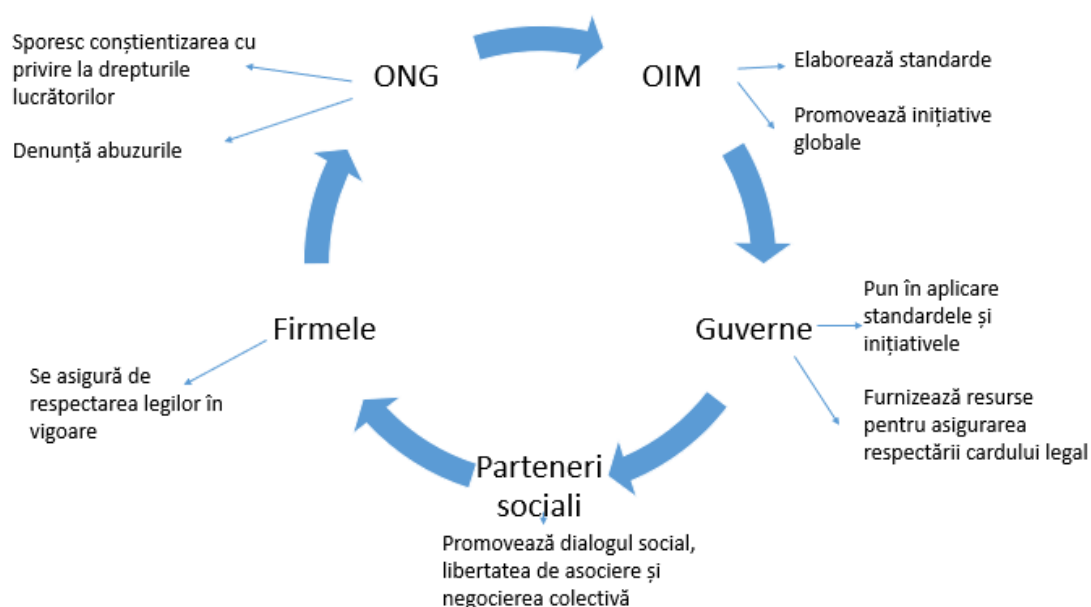 Sporesc conștientizarea cu
privire la drepturile
lucrătorilor
Denunță abuzurile
ONG
OIM
Elaborează standarde
Promovează inițiative
globale
Guverne
Pun în aplicare
standardele și
inițiativele
Furnizează resurse
pentru asigurarea
respectării cardului legal
Parteneri
sociali
Promovează dialogul social,
libertatea de asociere și
negocierea colectivă
Firmele
Se asigură de
respectarea legilor în
vigoare